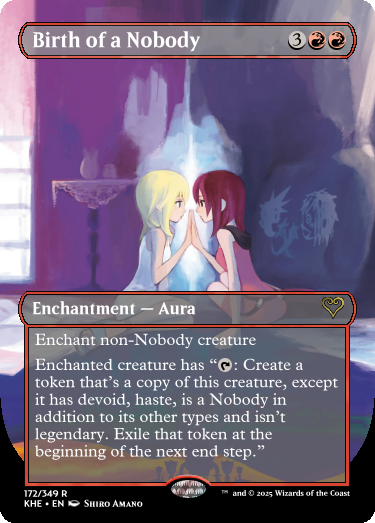 Birth of a Nobody 3
Enchantment — Aura
Enchant non-Nobody creature
Enchanted creature has “: Create a
token that’s a copy of this creature, except
it has devoid, haste, is a Nobody in
addition to its other types and isn’t
legendary. Exile that token at the
beginning of the next end step.”
172/349 R
KHE • EN Shiro Amano
™ and © 2025 Wizards of the Coast